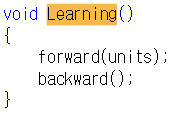 void Learning()
{
    forward(units);
    backward();
}